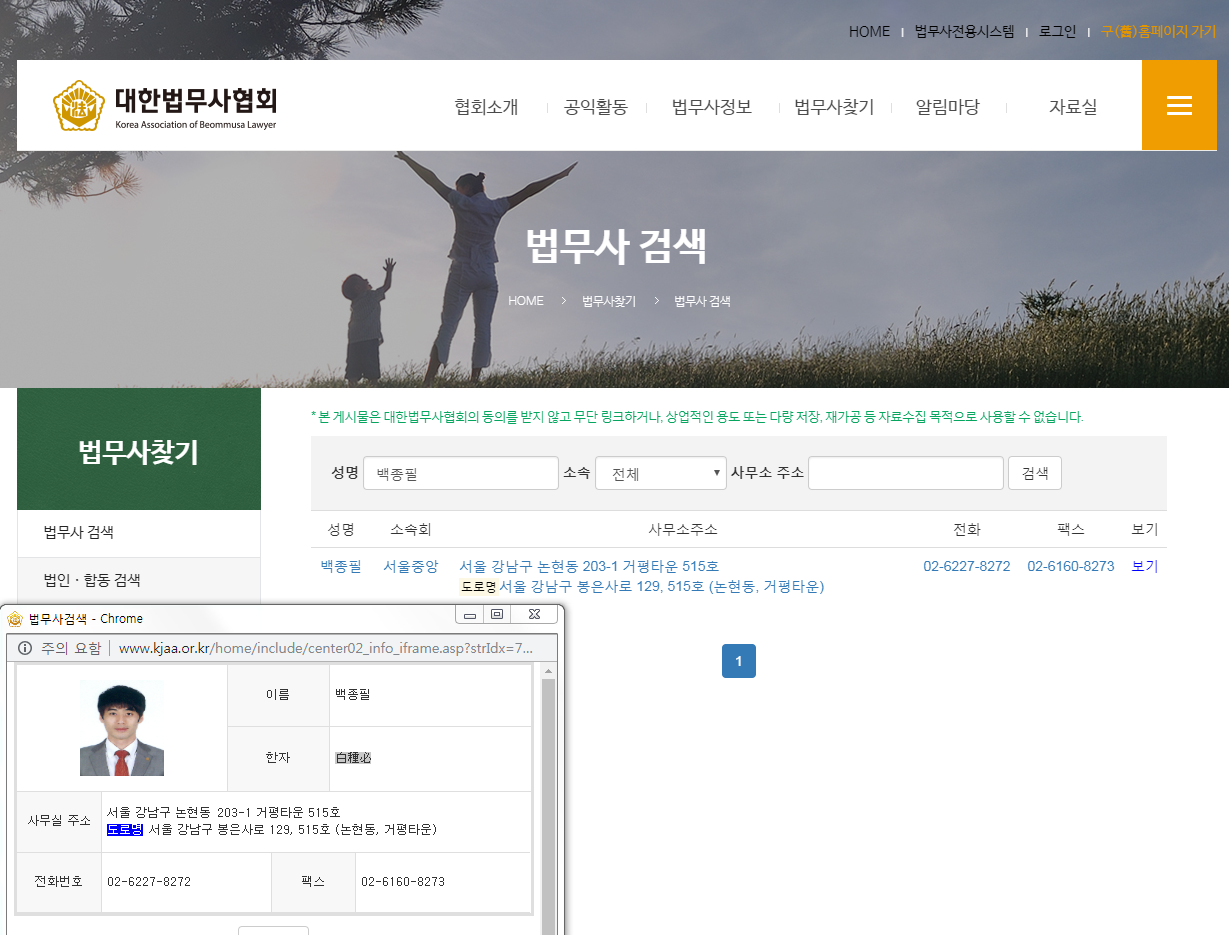 HOME | 법무사전용시스템 | 로그인 | 구(舊)홈페이지 가기
대한법무사협회
Korea Association of Beommusa Lawyer
협회소개 공익활동 법무사정보 법무사찾기 알림마당 자료실
법무사 검색
HOME > 법무사찾기 > 법무사 검색
법무사찾기
법무사 검색
법인 · 합동 검색
* 본 게시물은 대한법무사협회의 동의를 받지 않고 무단 링크하거나, 상업적인 용도 또는 다량 저장, 재가공 등 자료수집 목적으로 사용할 수 없습니다.
성명 백종필 소속 전체 사무소 주소 검색
성명 소속회 사무소주소 전화 팩스 보기
백종필 서울중앙 서울 강남구 논현동 203-1 거평타운 515호 02-6227-8272 02-6160-8273 보기
도로명 서울 강남구 봉은사로 129, 515호 (논현동, 거평타운)
1
법무사검색 - Chrome
주의 요함 | www.kjaa.or.kr/home/include/center02_info_iframe.asp?strIdx=7...
이름 백종필
한자 白種必
사무실 주소 서울 강남구 논현동 203-1 거평타운 515호
도로명 서울 강남구 봉은사로 129, 515호 (논현동, 거평타운)
전화번호 02-6227-8272 팩스 02-6160-8273